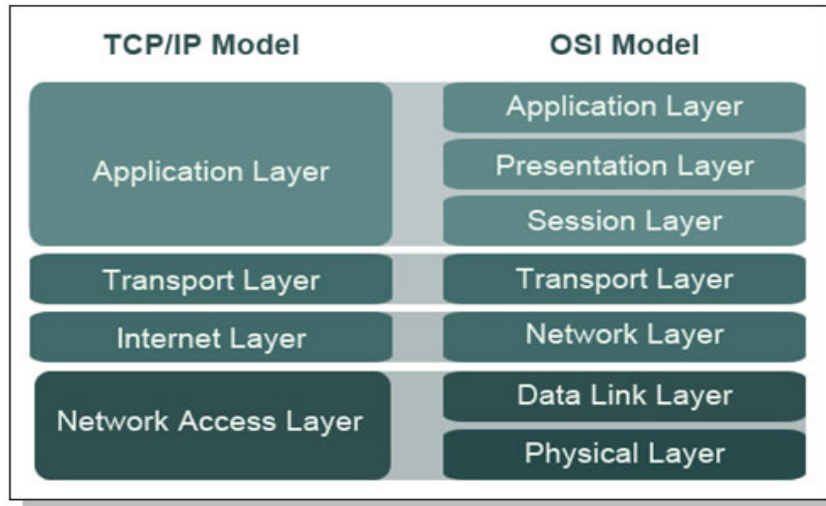 TCP/IP Model
OSI Model
Application Layer
Application Layer
Presentation Layer
Session Layer
Transport Layer
Transport Layer
Internet Layer
Network Layer
Network Access Layer
Data Link Layer
Physical Layer